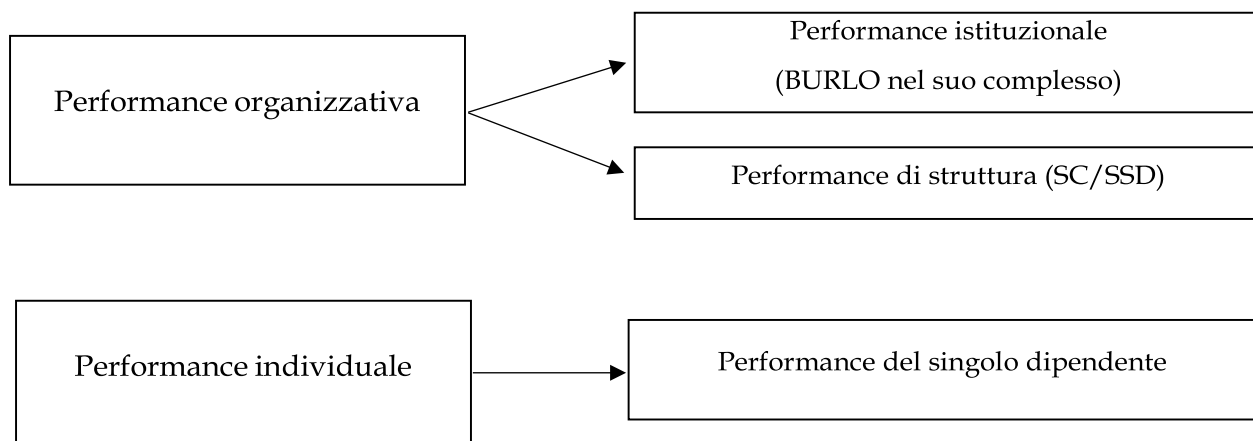 Performance organizzativa
Performance istituzionale
(BURLO nel suo complesso)
Performance di struttura (SC/SSD)
Performance individuale
Performance del singolo dipendente